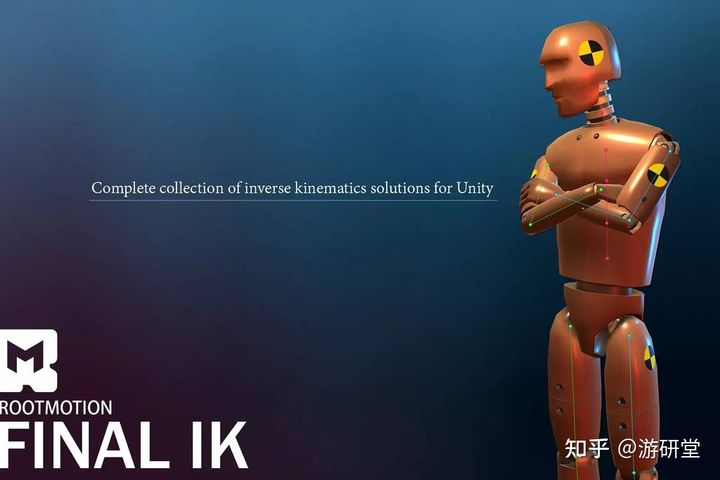 Complete collection of inverse kinematics solutions for Unity
ROOTMOTION
FINAL IK
知乎 @游研堂